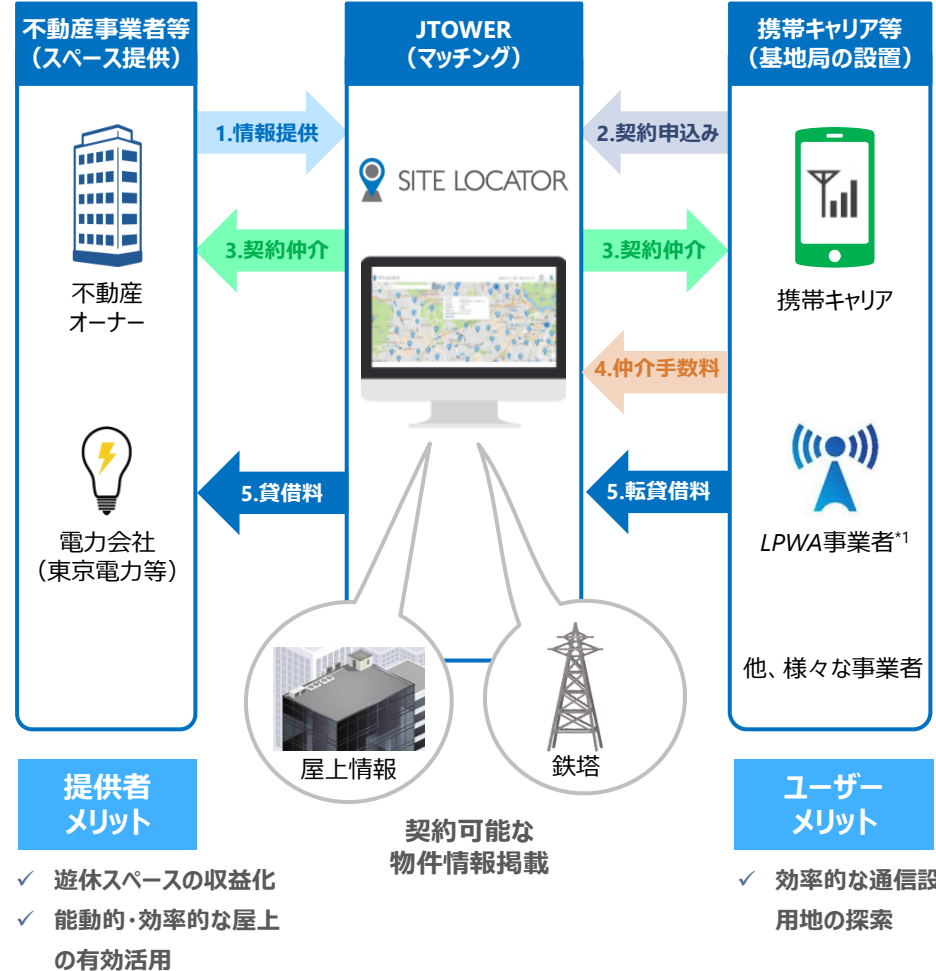 不動産事業者等
（スペース提供）
JTOWER
（マッチング）
携帯キャリア等
（基地局の設置）
1.情報提供
2.契約申込み
SITE LOCATOR
3.契約仲介
3.契約仲介
不動産
オーナー
携帯キャリア
4.仲介手数料
5.貸借料
5.転貸借料
電力会社
（東京電力等）
LPWA事業者*1
他、様々な事業者
屋上情報
鉄塔
提供者
メリット
契約可能な
物件情報掲載
ユーザー
メリット
✓ 遊休スペースの収益化
✓ 能動的・効率的な屋上
の有効活用
✓ 効率的な通信設
用地の探索